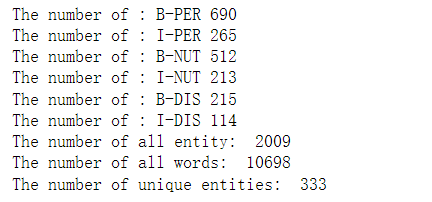 The number of : B-PER 690
The number of : I-PER 265
The number of : B-NUT 512
The number of : I-NUT 213
The number of : B-DIS 215
The number of : I-DIS 114
The number of all entity:  2009
The number of all words:  10698
The number of unique entities:  333